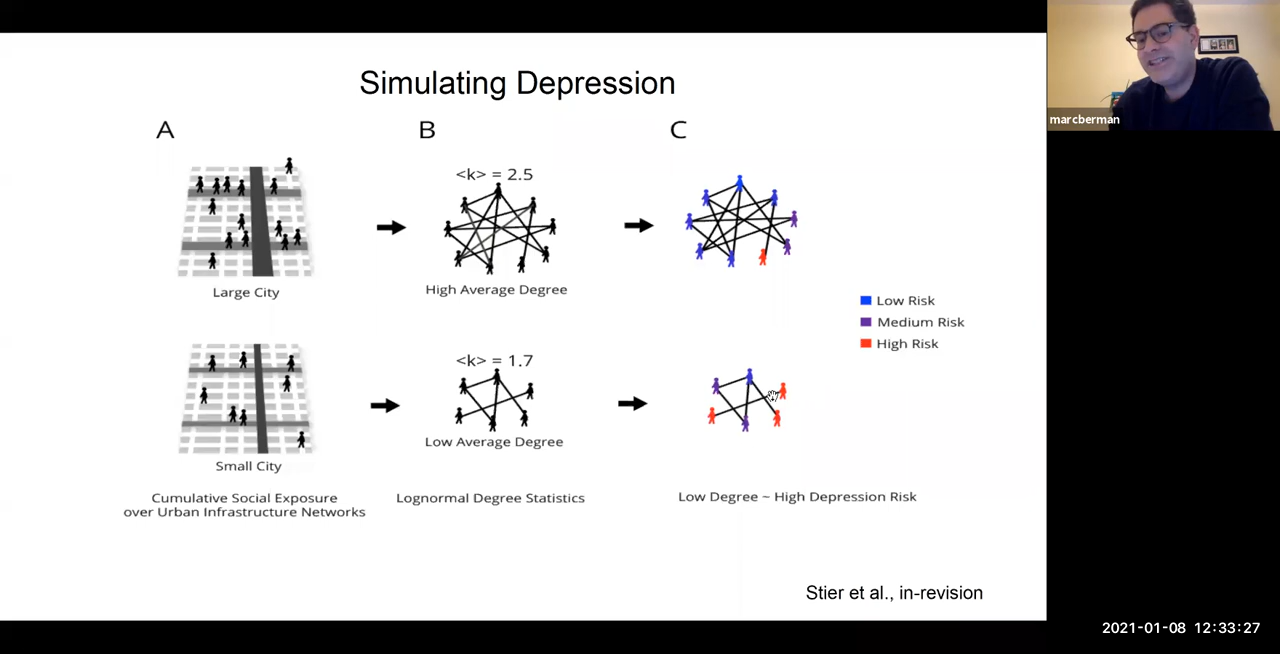 Simulating Depression
A
B
C
<k> = 2.5
High Average Degree
Large City
Low Risk
Medium Risk
High Risk
<k> = 1.7
Low Average Degree
Small City
Cumulative Social Exposure
over Urban Infrastructure Networks
Lognormal Degree Statistics
Low Degree ~ High Depression Risk
Stier et al., in-revision
marcberman
2021-01-08 12:33:27